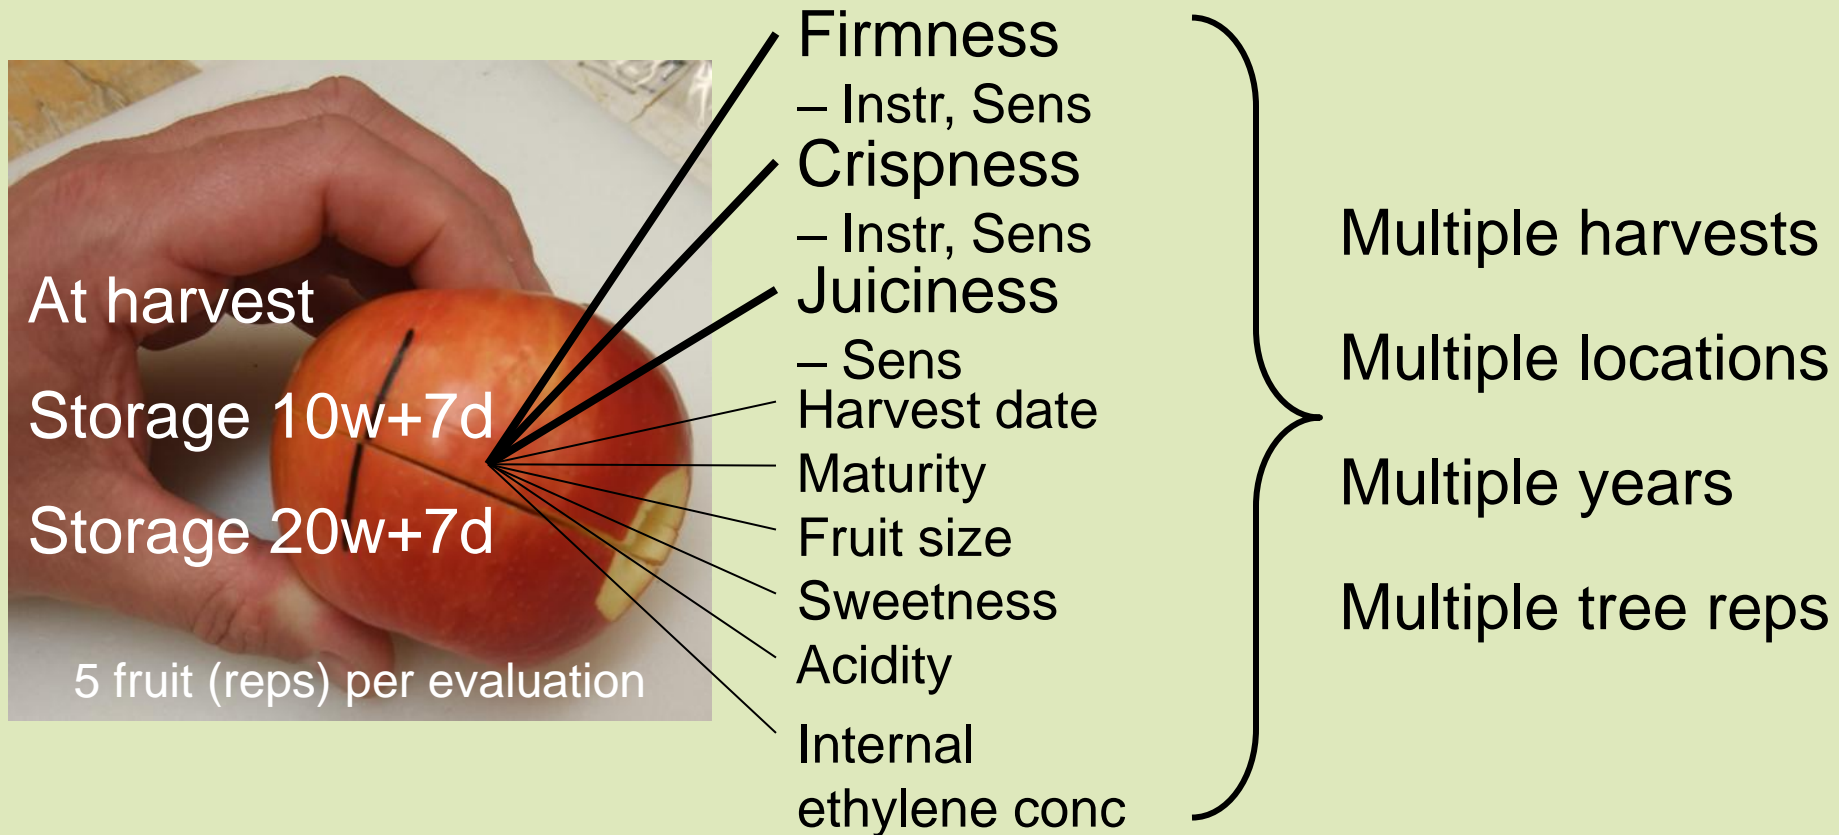 At harvest
Storage 10w+7d
Storage 20w+7d
5 fruit (reps) per evaluation
Firmness
– Instr, Sens
Crispness
– Instr, Sens
Juiciness
– Sens
Harvest date
Maturity
Fruit size
Sweetness
Acidity
Internal
ethylene conc
Multiple harvests
Multiple locations
Multiple years
Multiple tree reps